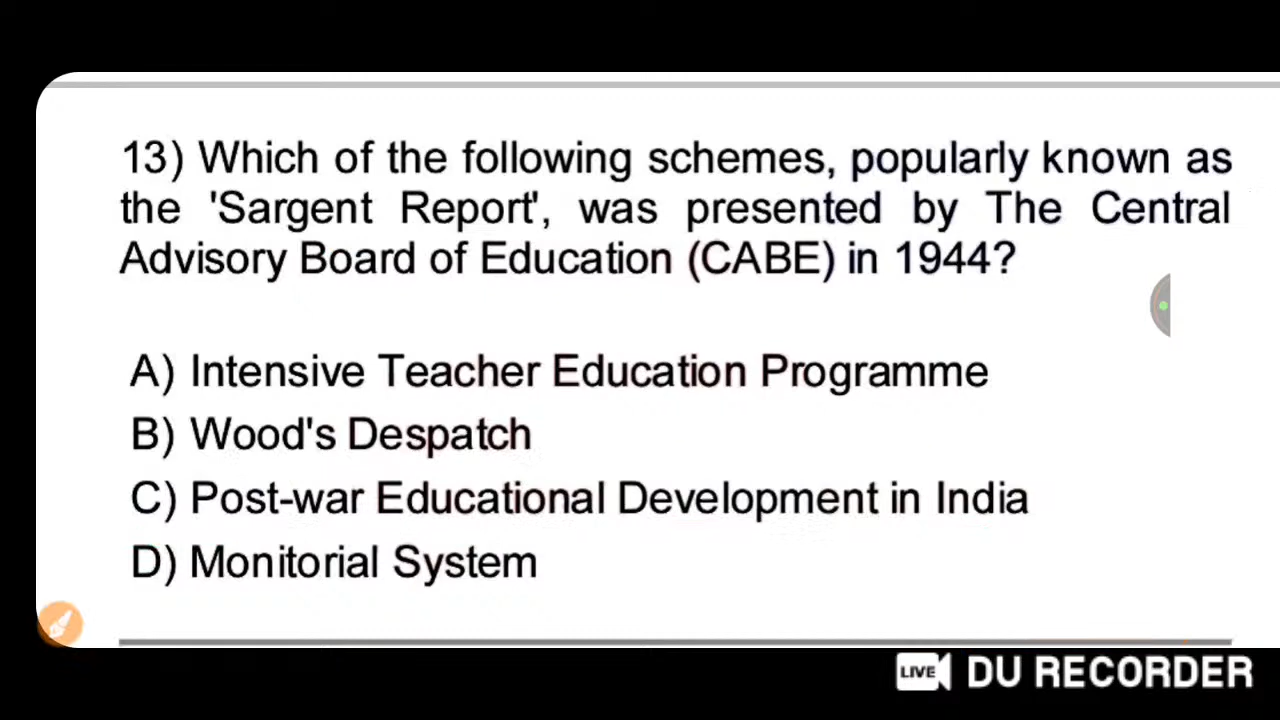 13) Which of the following schemes, popularly known as
the 'Sargent Report', was presented by The Central
Advisory Board of Education (CABE) in 1944?
A) Intensive Teacher Education Programme
B) Wood's Despatch
C) Post-war Educational Development in India
D) Monitorial System
LIVE DU RECORDER